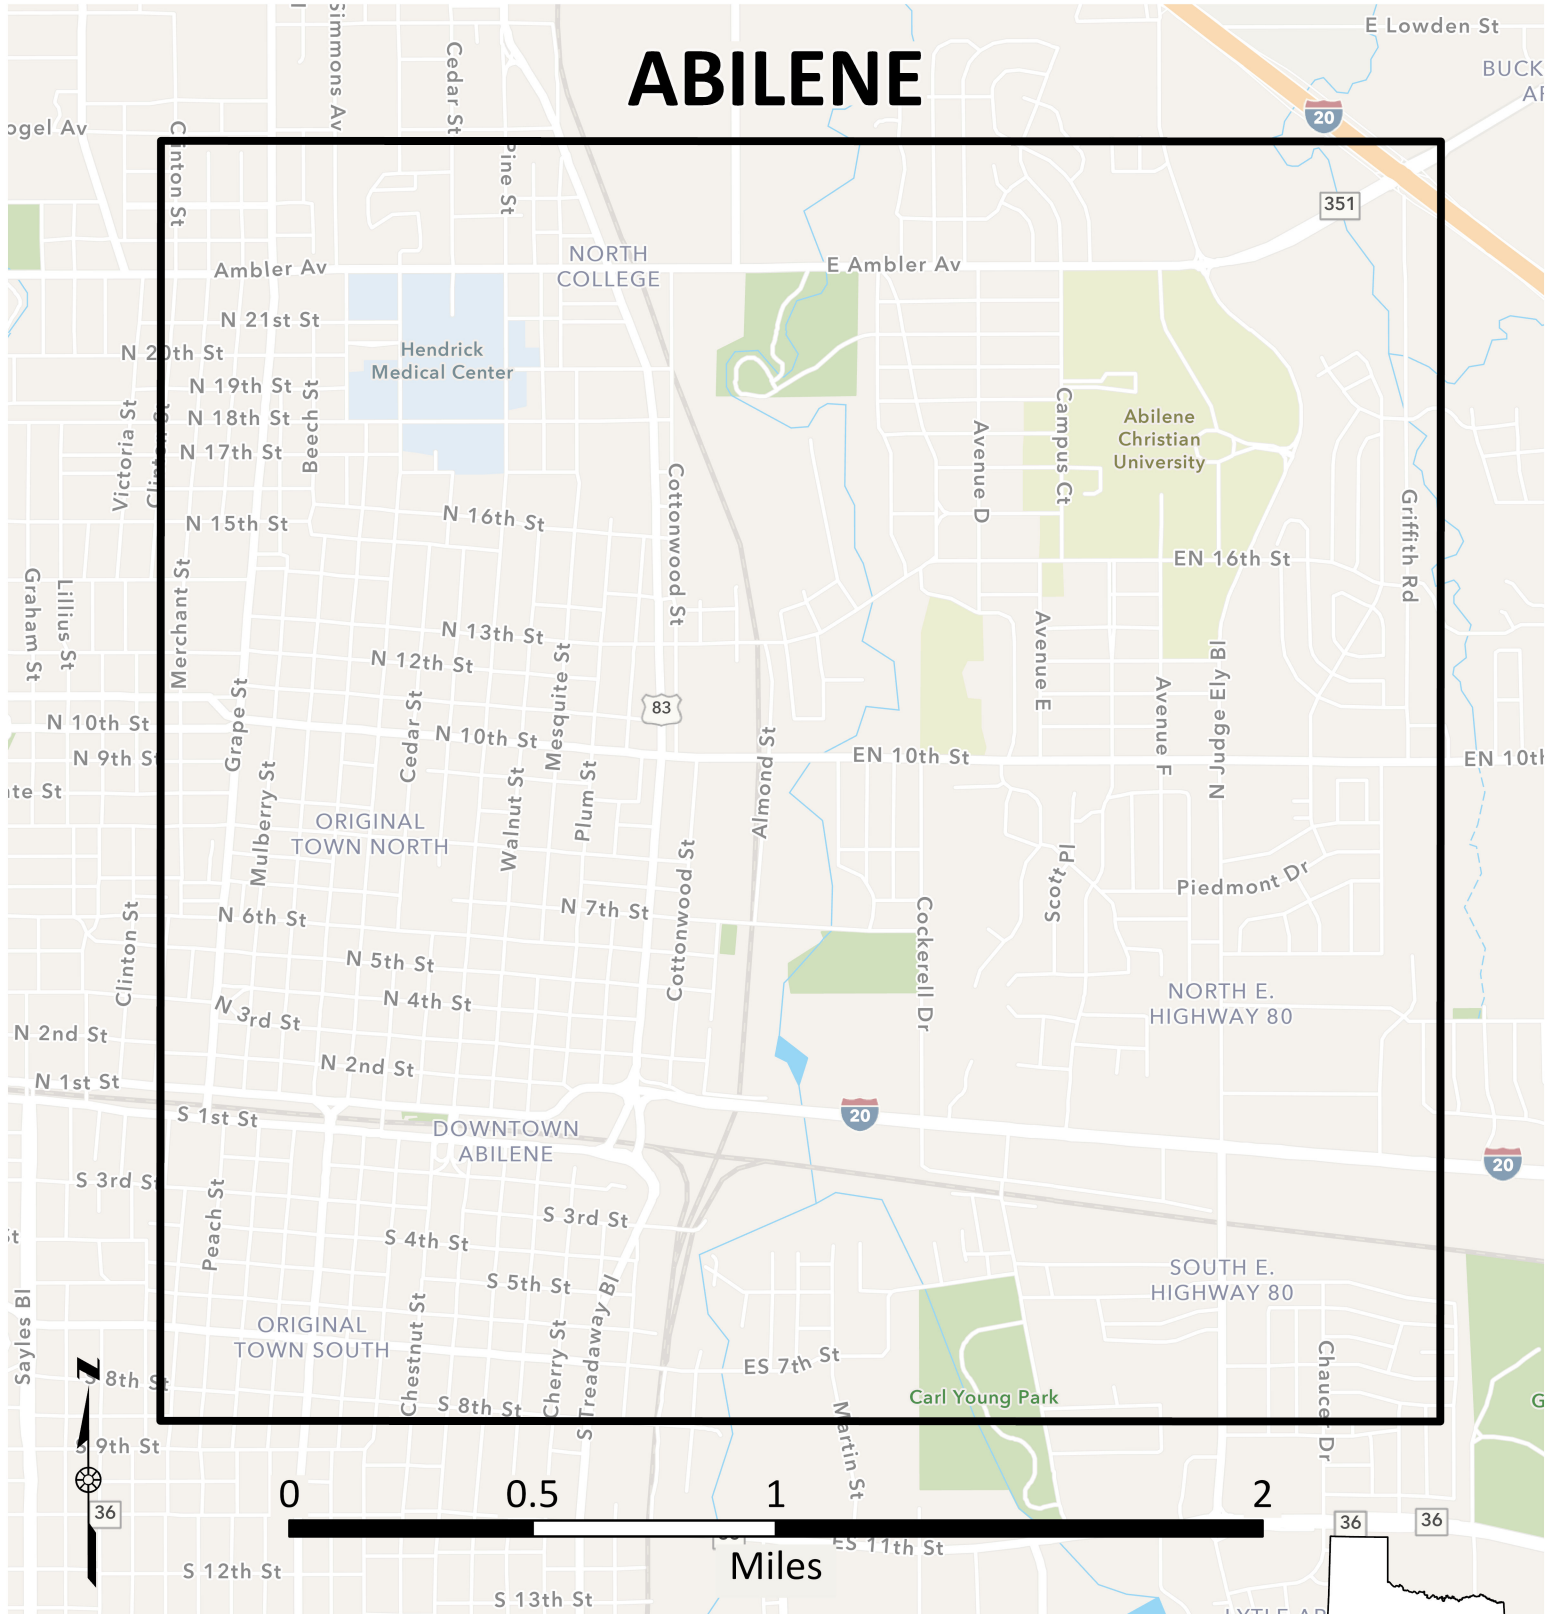 E Lowden St
ABILENE
Simmons Av
Cedar St
20
ogel Av
Clinton St
Pine St
351
NORTH
COLLEGE
Ambler Av
E Ambler Av
N 21st St
N 20th St
Hendrick
Medical Center
N 19th St
N 18th St
N 17th St
Beech St
Victoria St
Clinton St
Campus Ct
Avenue D
Abilene
Christian
University
Cottonwood St
Griffith Rd
N 15th St
N 16th St
EN 16th St
Graham St
Lillius St
Merchant St
N 13th St
N 12th St
Mesquite St
Avenue E
N Judge Ely Bl
Avenue F
83
N 10th St
Grape St
Cedar St
N 10th St
EN 10th St
EN 10th
N 9th St
Almond St
Mulberry St
Walnut St
Plum St
ORIGINAL
TOWN NORTH
Cottonwood St
Scott Pl
Piedmont Dr
Clinton St
N 6th St
N 7th St
Cockerell Dr
N 5th St
N 4th St
N 3rd St
NORTH E.
HIGHWAY 80
N 2nd St
N 2nd St
N 1st St
S 1st St
20
DOWNTOWN
ABILENE
20
S 3rd St
Peach St
S 3rd St
S 4th St
S 5th St
SOUTH E.
HIGHWAY 80
Sayles Bl
ORIGINAL
TOWN SOUTH
Chestnut St
Cherry St
S Treadaway Bl
ES 7th St
Chaucer Dr
S 8th St
S 8th St
Carl Young Park
Martin St
N
S 9th St
0 0.5 1 2
36
36
36
ES 11th St
Miles
S 12th St
S 13th St